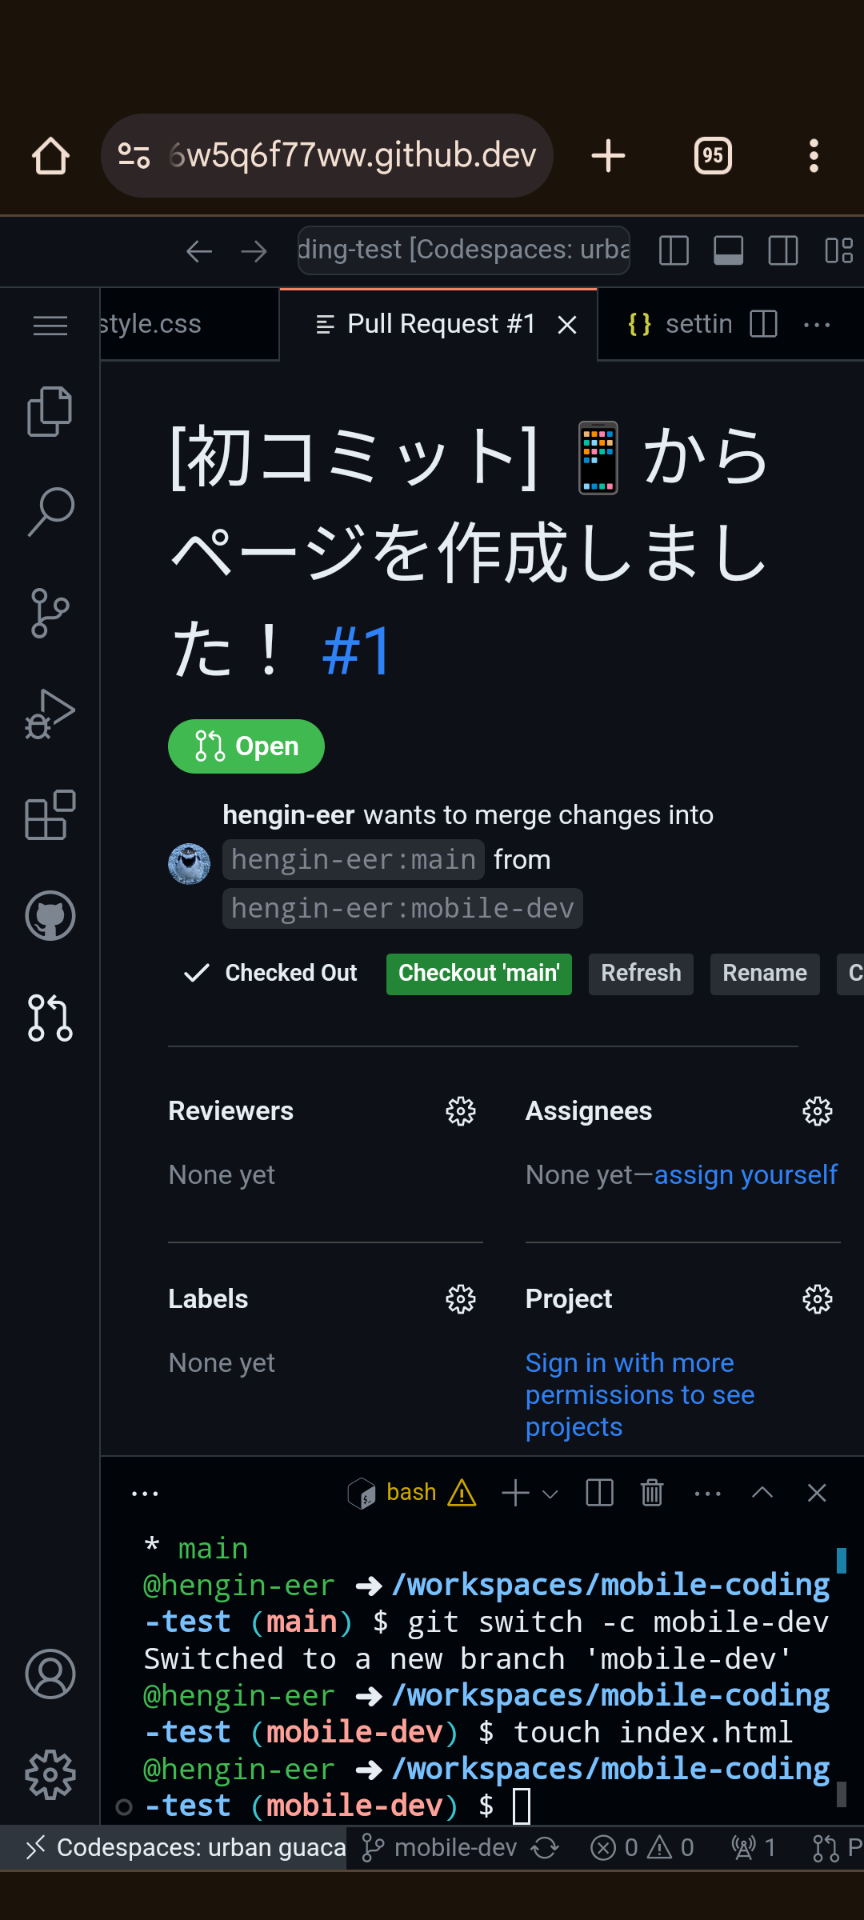 6w5q6f77ww.github.dev
95
ding-test [Codespaces: urba
style.css
Pull Request #1
{} settin
[初コミット] 📱から
ページを作成しまし
た！ #1
Open
hengin-eer wants to merge changes into
hengin-eer:main from
hengin-eer:mobile-dev
Checked Out Checkout 'main' Refresh Rename C
Reviewers
None yet
Assignees
None yet—assign yourself
Labels
None yet
Project
Sign in with more
permissions to see
projects
bash
* main
@hengin-eer ➜ /workspaces/mobile-coding
-test (main) $ git switch -c mobile-dev
Switched to a new branch 'mobile-dev'
@hengin-eer ➜ /workspaces/mobile-coding
-test (mobile-dev) $ touch index.html
@hengin-eer ➜ /workspaces/mobile-coding
-test (mobile-dev) $
Codespaces: urban guaca mobile-dev 0 0 1 P